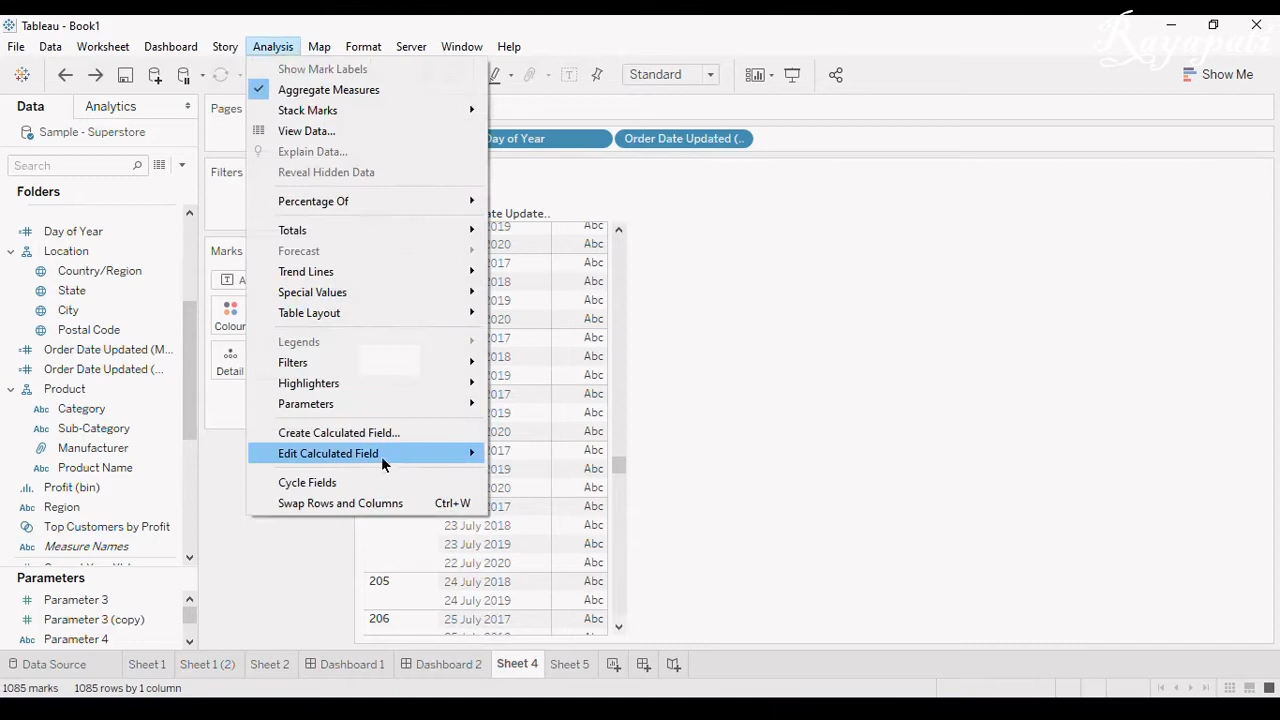 Tableau - Book1
Rayapati
File Data Worksheet Dashboard Story Analysis Map Format Server Window Help
Standard
Show Me
Data Analytics
Sample - Superstore
Search
Folders
Day of Year
Location
Country/Region
State
City
Postal Code
Order Date Updated (M...
Order Date Updated (...
Product
Category
Sub-Category
Manufacturer
Product Name
Profit (bin)
Region
Top Customers by Profit
Measure Names
Parameters
Parameter 3
Parameter 3 (copy)
Parameter 4
Pages
Filters
Marks
Colour
Detail
Show Mark Labels
Aggregate Measures
Stack Marks
View Data...
Explain Data...
Reveal Hidden Data
Percentage Of
Totals
Forecast
Trend Lines
Special Values
Table Layout
Legends
Filters
Highlighters
Parameters
Create Calculated Field...
Edit Calculated Field
Cycle Fields
Swap Rows and Columns Ctrl+W
Day of Year Order Date Updated (..
ate Update..
2019 Abc
2020 Abc
2017 Abc
2018 Abc
2019 Abc
2020 Abc
2017 Abc
2018 Abc
2019 Abc
2017 Abc
2019 Abc
2020 Abc
2017 Abc
2019 Abc
2020 Abc
2017 Abc
23 July 2018 Abc
23 July 2019 Abc
22 July 2020 Abc
205 24 July 2018 Abc
24 July 2019 Abc
206 25 July 2017 Abc
Data Source Sheet 1 Sheet 1 (2) Sheet 2 Dashboard 1 Dashboard 2 Sheet 4 Sheet 5
1085 marks 1085 rows by 1 column